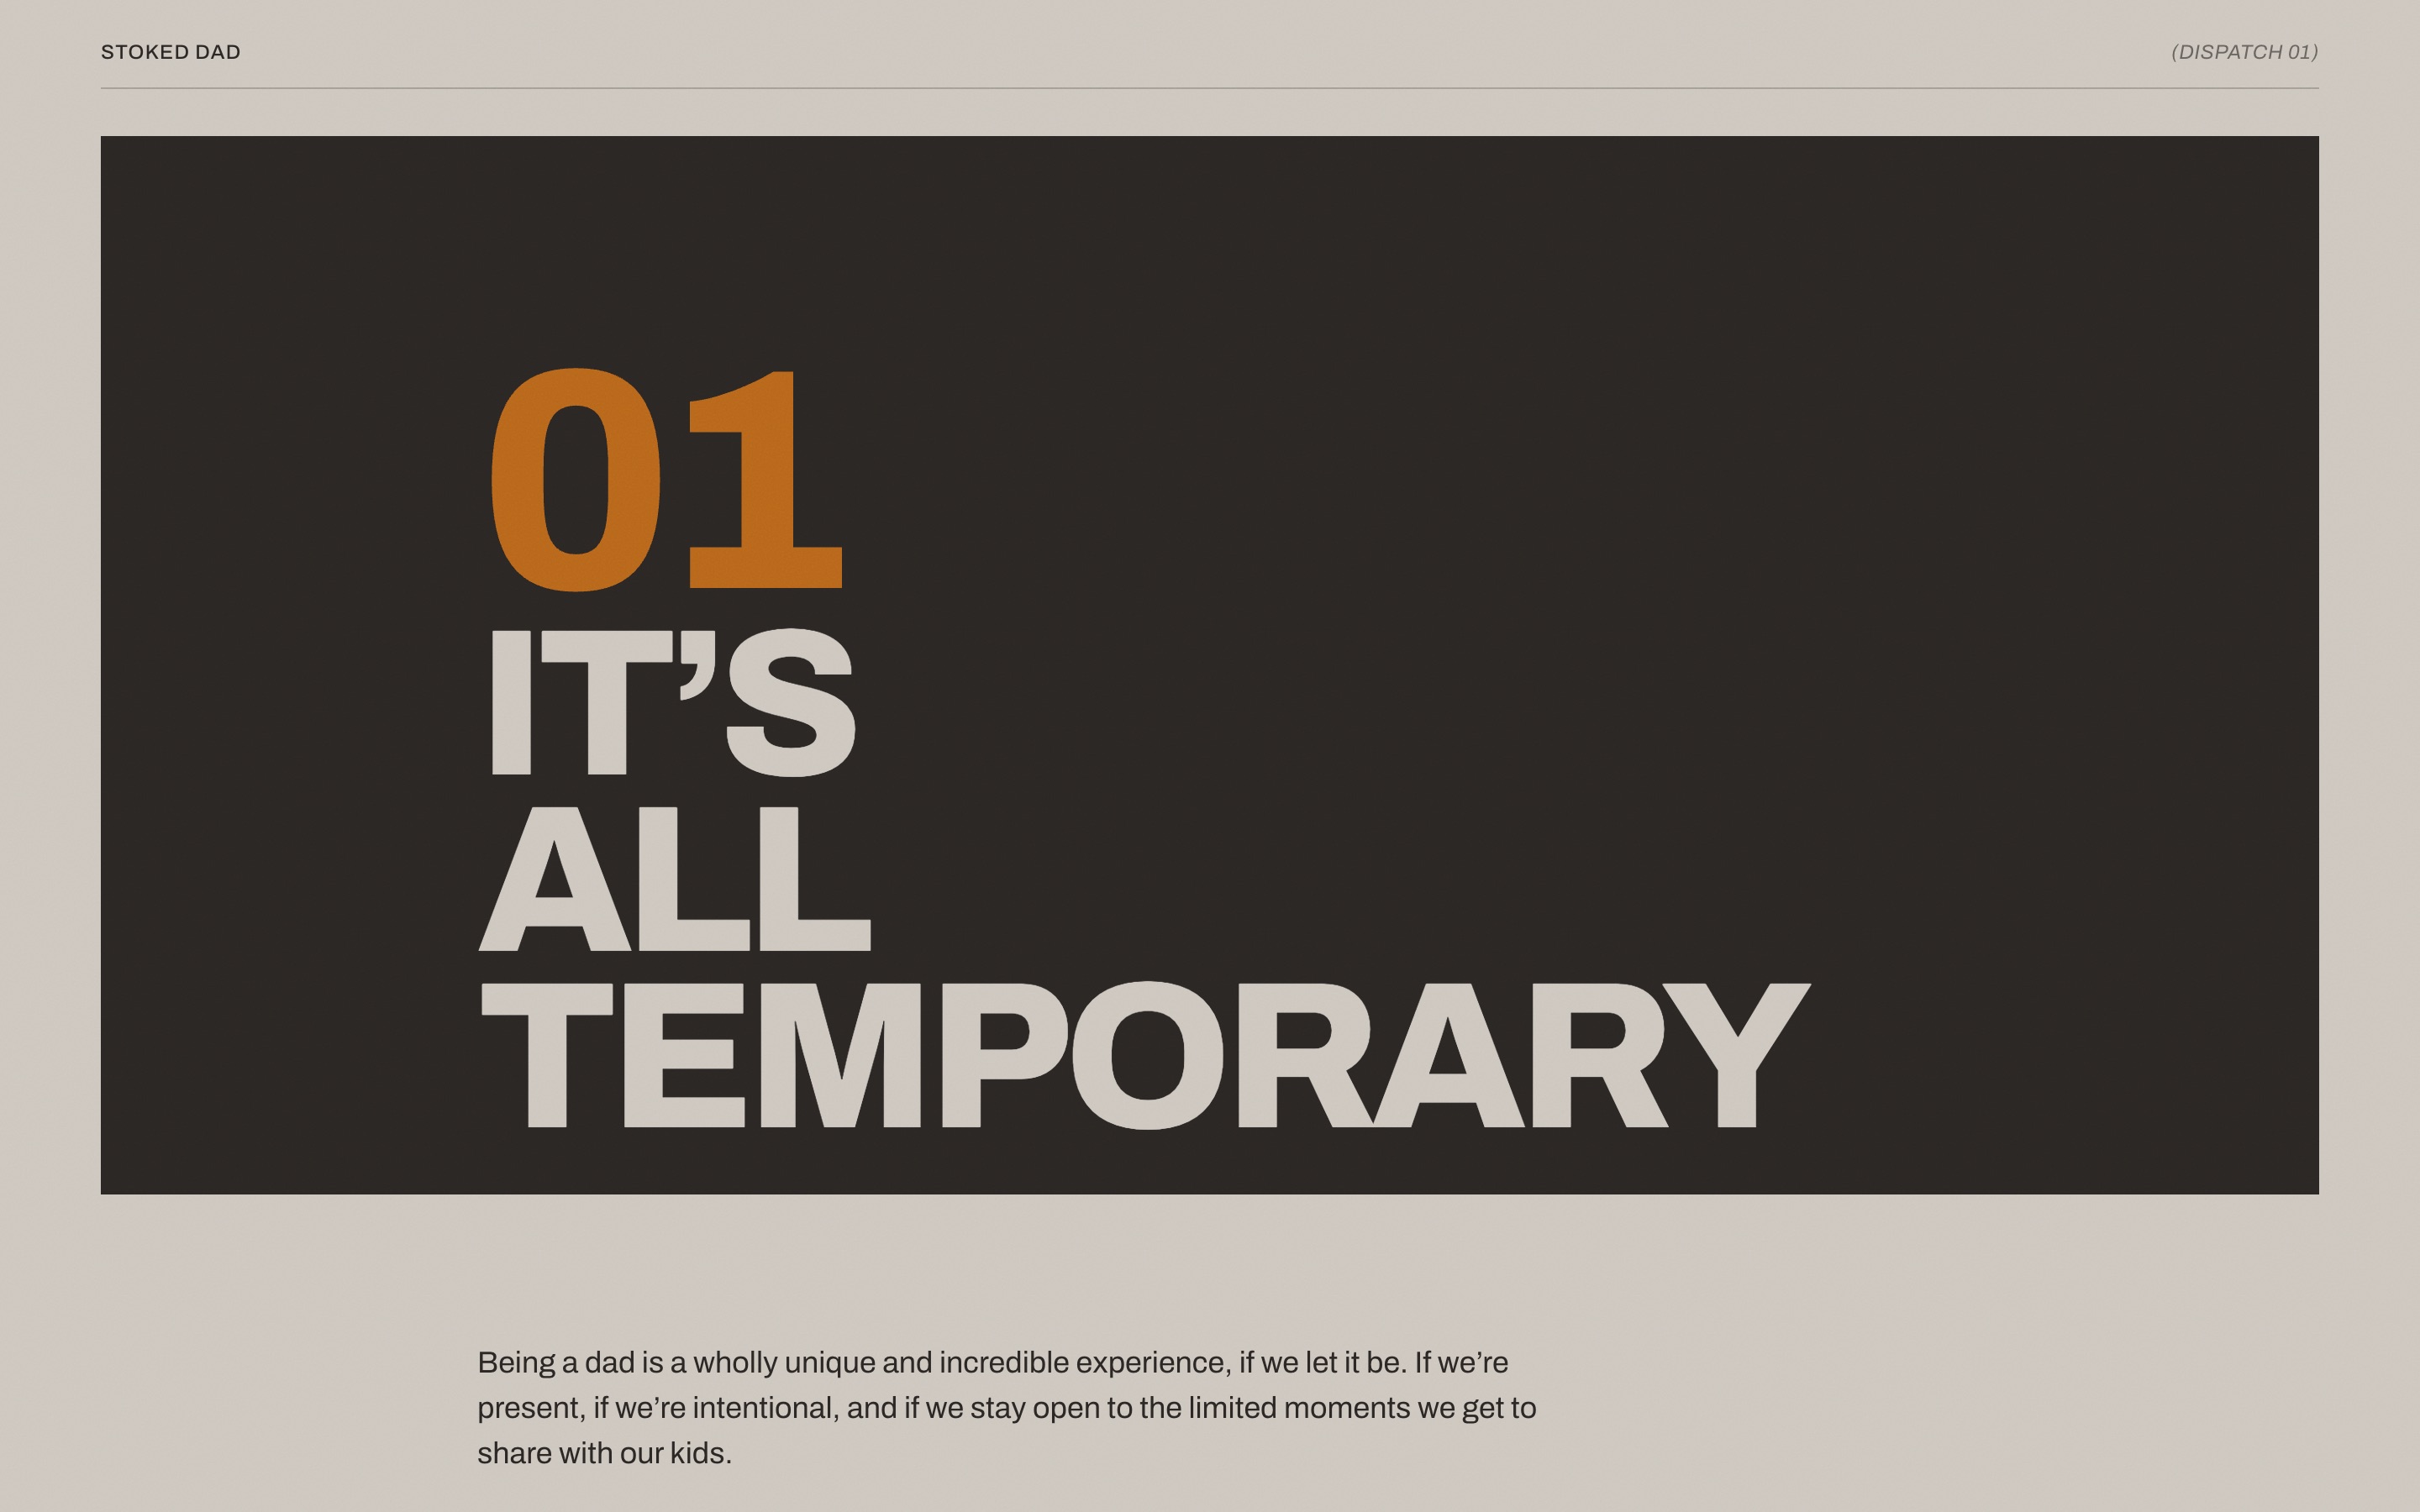 STOKED DAD
(DISPATCH 01)
01
IT’S
ALL
TEMPORARY
Being a dad is a wholly unique and incredible experience, if we let it be. If we’re
present, if we’re intentional, and if we stay open to the limited moments we get to
share with our kids.